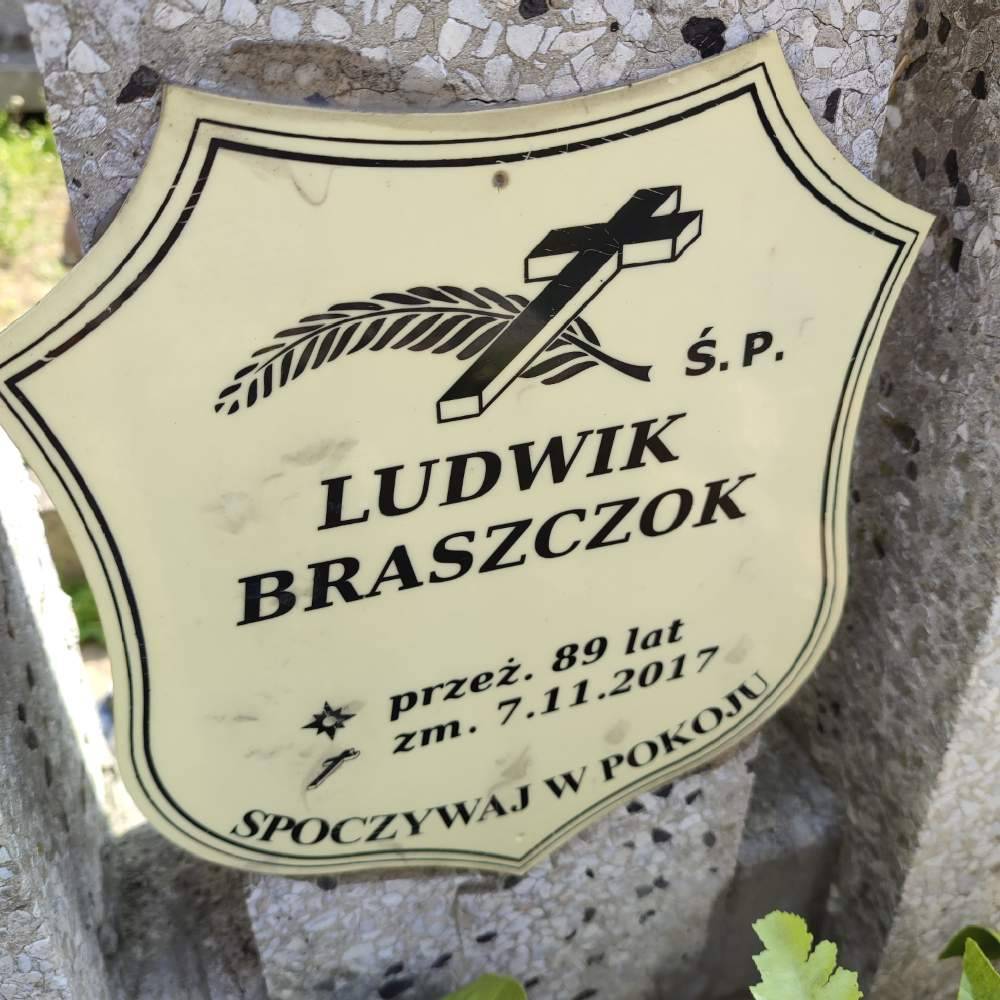 Ś. P.
LUDWIK
BRASZCZOK
przeż. 89 lat
zm. 7.11.2017
SPOCZYWAJ W POKOJU